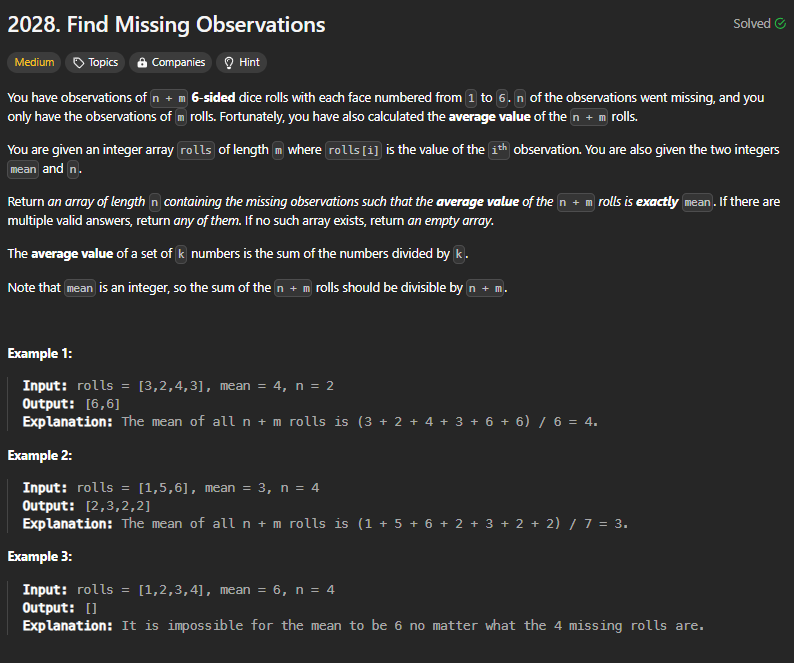 2028. Find Missing Observations
Solved
Medium Topics Companies Hint
You have observations of n + m 6-sided dice rolls with each face numbered from 1 to 6. n of the observations went missing, and you
only have the observations of m rolls. Fortunately, you have also calculated the average value of the n + m rolls.
You are given an integer array rolls of length m where rolls[i] is the value of the ith observation. You are also given the two integers
mean and n.
Return an array of length n containing the missing observations such that the average value of the n + m rolls is exactly mean. If there are
multiple valid answers, return any of them. If no such array exists, return an empty array.
The average value of a set of k numbers is the sum of the numbers divided by k.
Note that mean is an integer, so the sum of the n + m rolls should be divisible by n + m.
Example 1:
Input: rolls = [3,2,4,3], mean = 4, n = 2
Output: [6,6]
Explanation: The mean of all n + m rolls is (3 + 2 + 4 + 3 + 6 + 6) / 6 = 4.
Example 2:
Input: rolls = [1,5,6], mean = 3, n = 4
Output: [2,3,2,2]
Explanation: The mean of all n + m rolls is (1 + 5 + 6 + 2 + 3 + 2 + 2) / 7 = 3.
Example 3:
Input: rolls = [1,2,3,4], mean = 6, n = 4
Output: []
Explanation: It is impossible for the mean to be 6 no matter what the 4 missing rolls are.